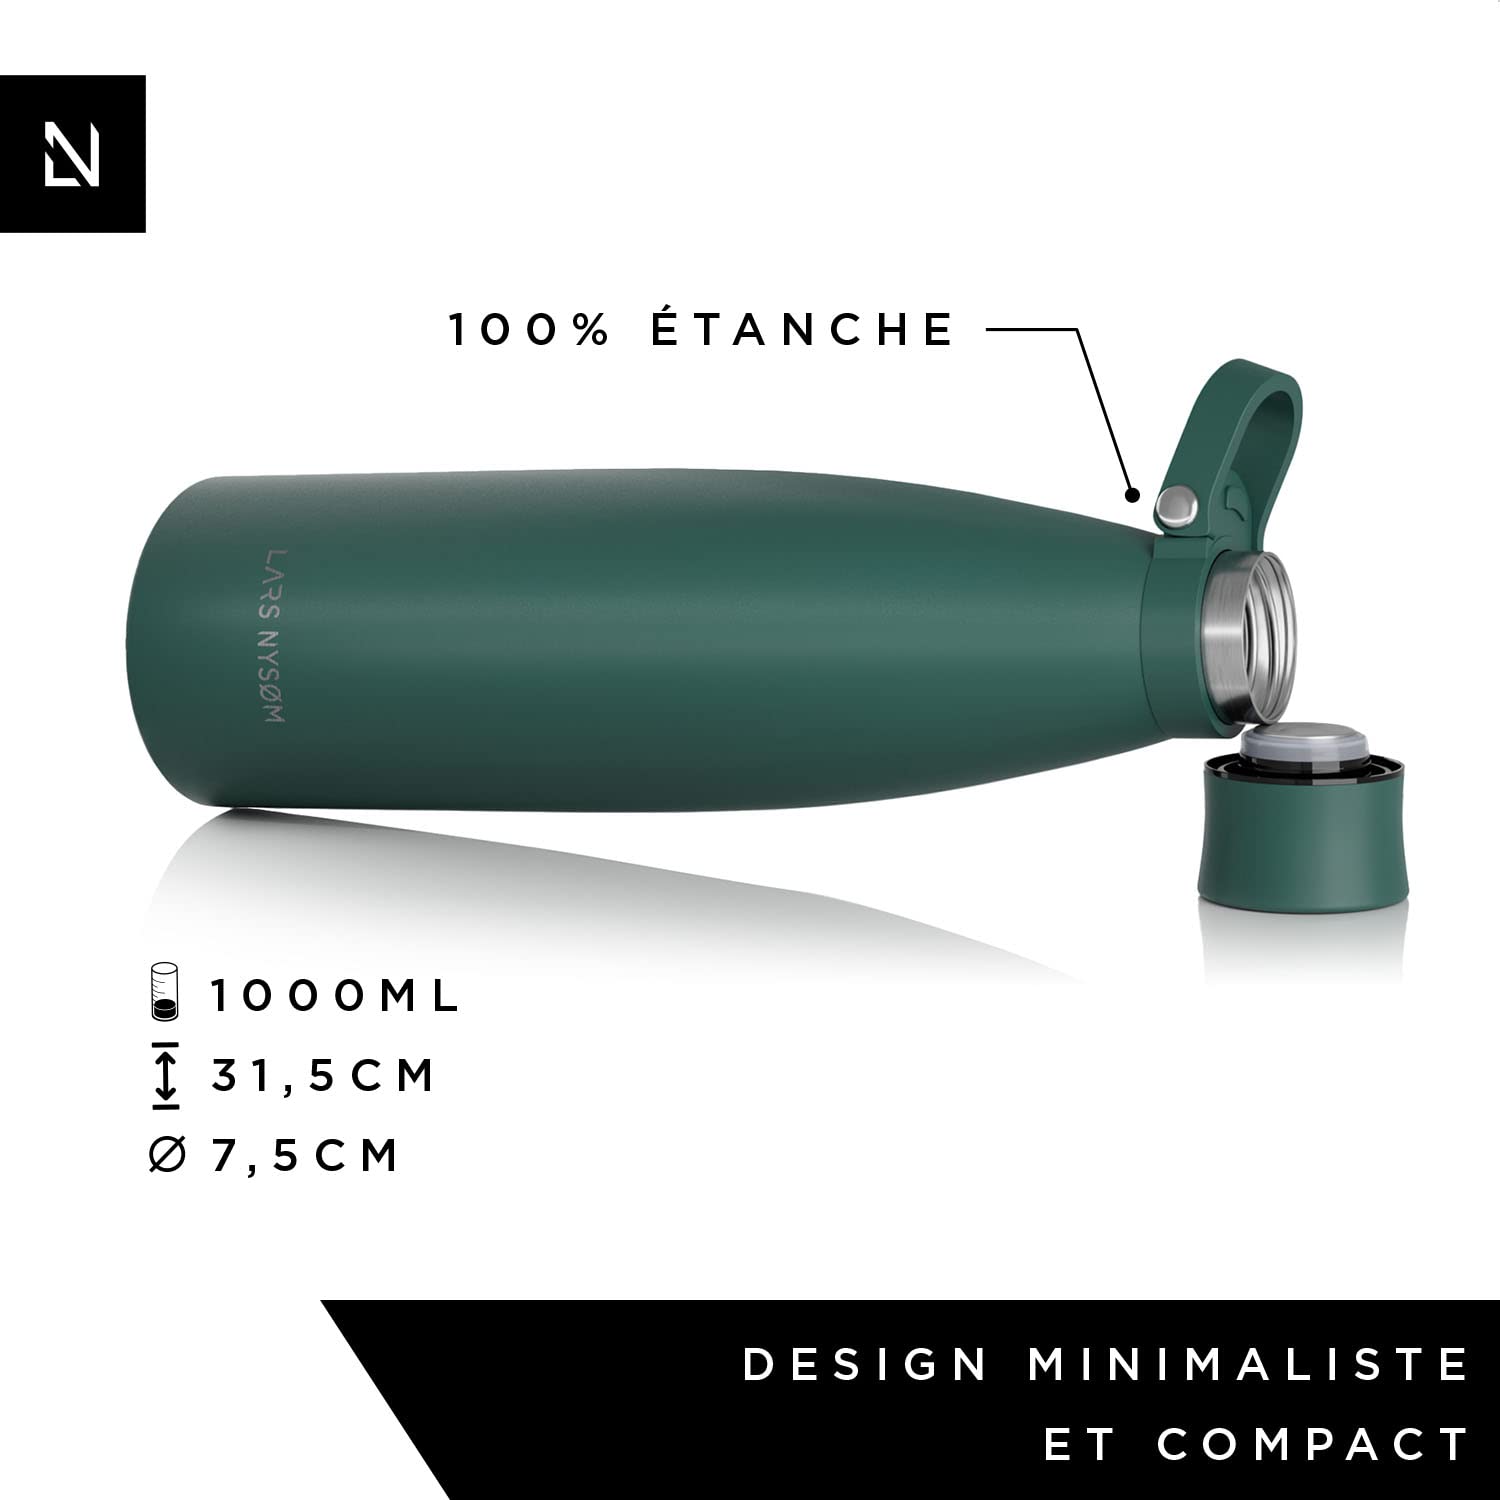 100% ÉTANCHE
LARS NYSØM
1000ML
31,5CM
Ø 7,5CM
DESIGN MINIMALISTE
ET COMPACT